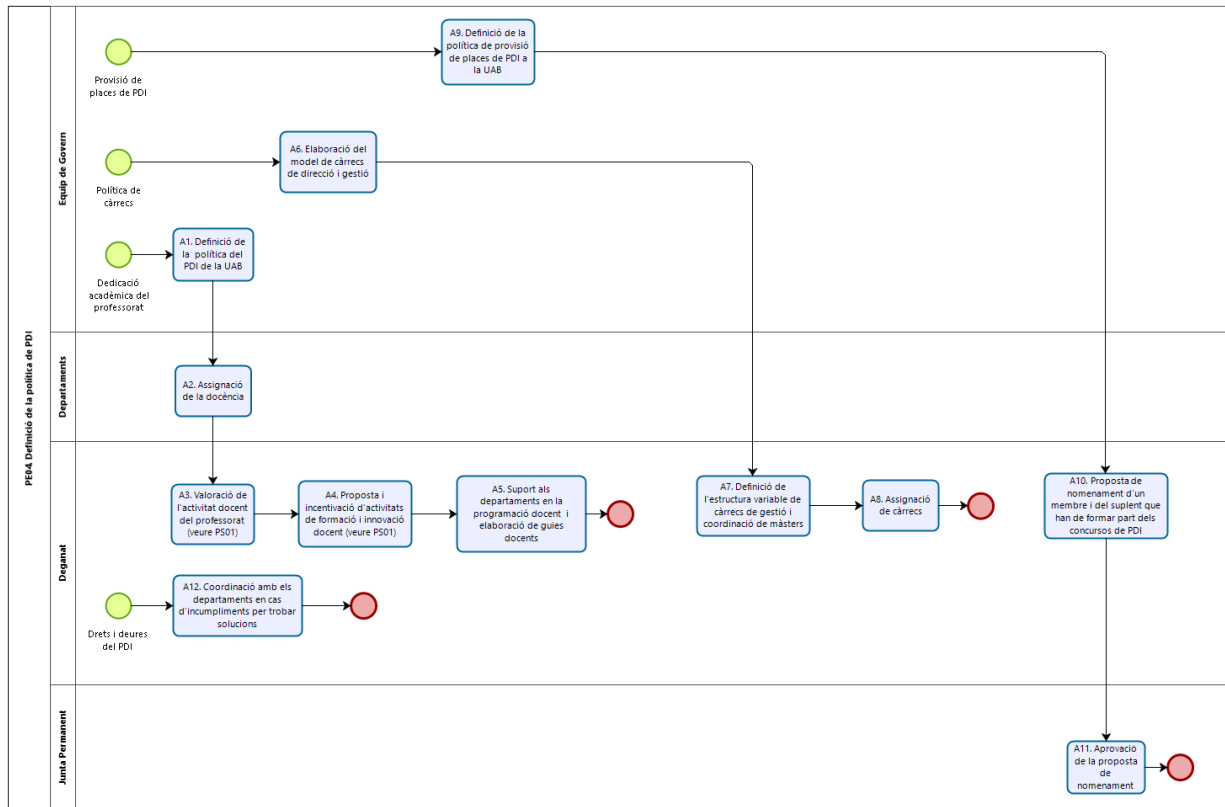 PE04. Definició de la política de PDI
Equip de Govern
Provisió de
places de PDI
A9. Definició de la
política de provisió
de places de PDI a
la UAB
Política de
càrrecs
A6. Elaboració del
model de càrrecs
de direcció i gestió
Dedicació
acadèmica del
professorat
A1. Definició de
la política del
PDI de la UAB
Departaments
A2. Assignació
de la docència
Deganat
A3. Valoració de
l'activitat docent
del professorat
(veure PS01)
A4. Proposta i
incentivació d'activitats
de formació i innovació
docent (veure PS01)
A5. Suport als
departaments en la
programació docent i
elaboració de guies
docents
A7. Definició de
l'estructura variable de
càrrecs de gestió i
coordinació de màsters
A8. Assignació
de càrrecs
A10. Proposta de
nomenament d'un
membre i del suplent que
han de formar part dels
concursos de PDI
Drets i deures
del PDI
A12. Coordinació amb els
departaments en cas
d'incumpliments per trobar
solucions
Junta Permanent
A11. Aprovació
de la proposta
de
nomenament